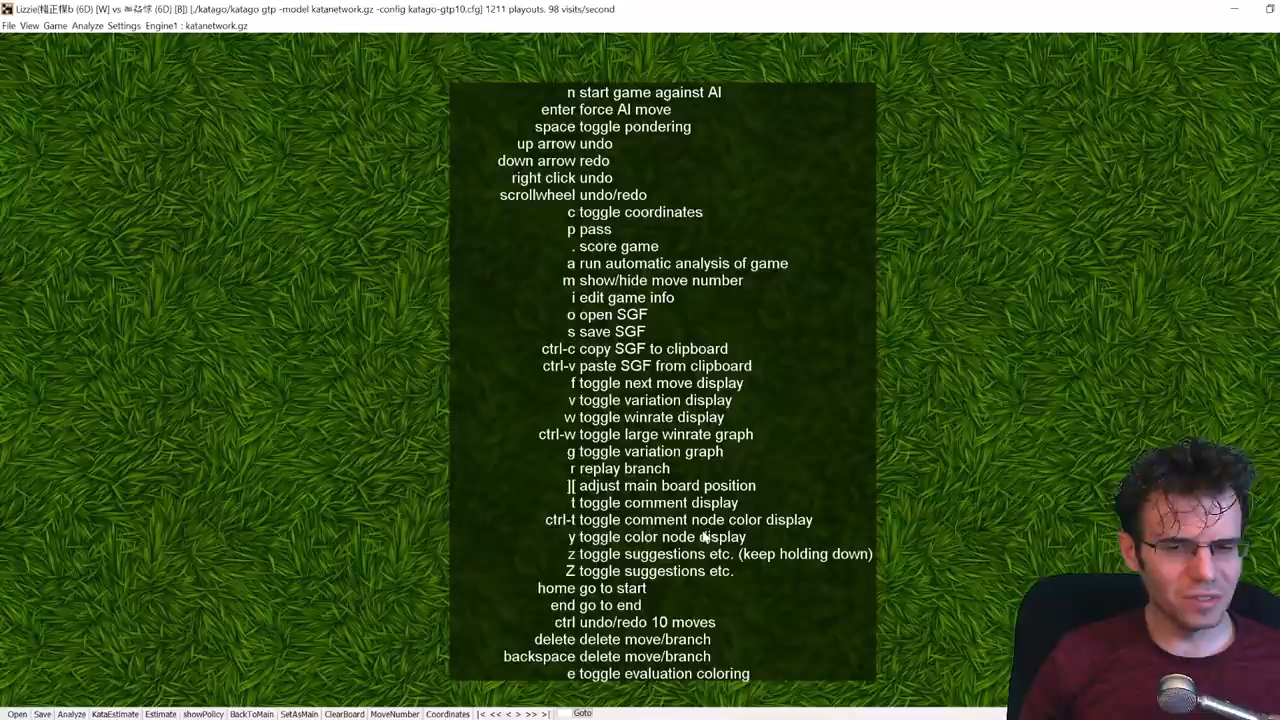 [/katago/katago gtp -model katanetwork.gz -config katago-gtp10.cfg] 1211 playouts. 98 visits/second
File View Game Analyze Settings Engine1 : katanetwork.gz
n start game against AI
enter force AI move
space toggle pondering
up arrow undo
down arrow redo
right click undo
scrollwheel undo/redo
c toggle coordinates
p pass
. score game
a run automatic analysis of game
m show/hide move number
i edit game info
o open SGF
s save SGF
ctrl-c copy SGF to clipboard
ctrl-v paste SGF from clipboard
f toggle next move display
v toggle variation display
w toggle winrate display
ctrl-w toggle large winrate graph
g toggle variation graph
r replay branch
][ adjust main board position
t toggle comment display
ctrl-t toggle comment node color display
y toggle color node display
z toggle suggestions etc. (keep holding down)
Z toggle suggestions etc.
home go to start
end go to end
ctrl undo/redo 10 moves
delete delete move/branch
backspace delete move/branch
e toggle evaluation coloring
Open Save Analyze KataEstimate Estimate showPolicy BackToMain SetAsMain ClearBoard MoveNumber Coordinates |< << < > >> >| Goto